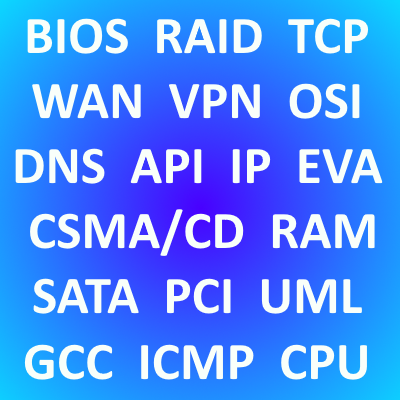 BIOS RAID TCP
WAN VPN OSI
DNS API IP EVA
CSMA/CD RAM
SATA PCI UML
GCC ICMP CPU